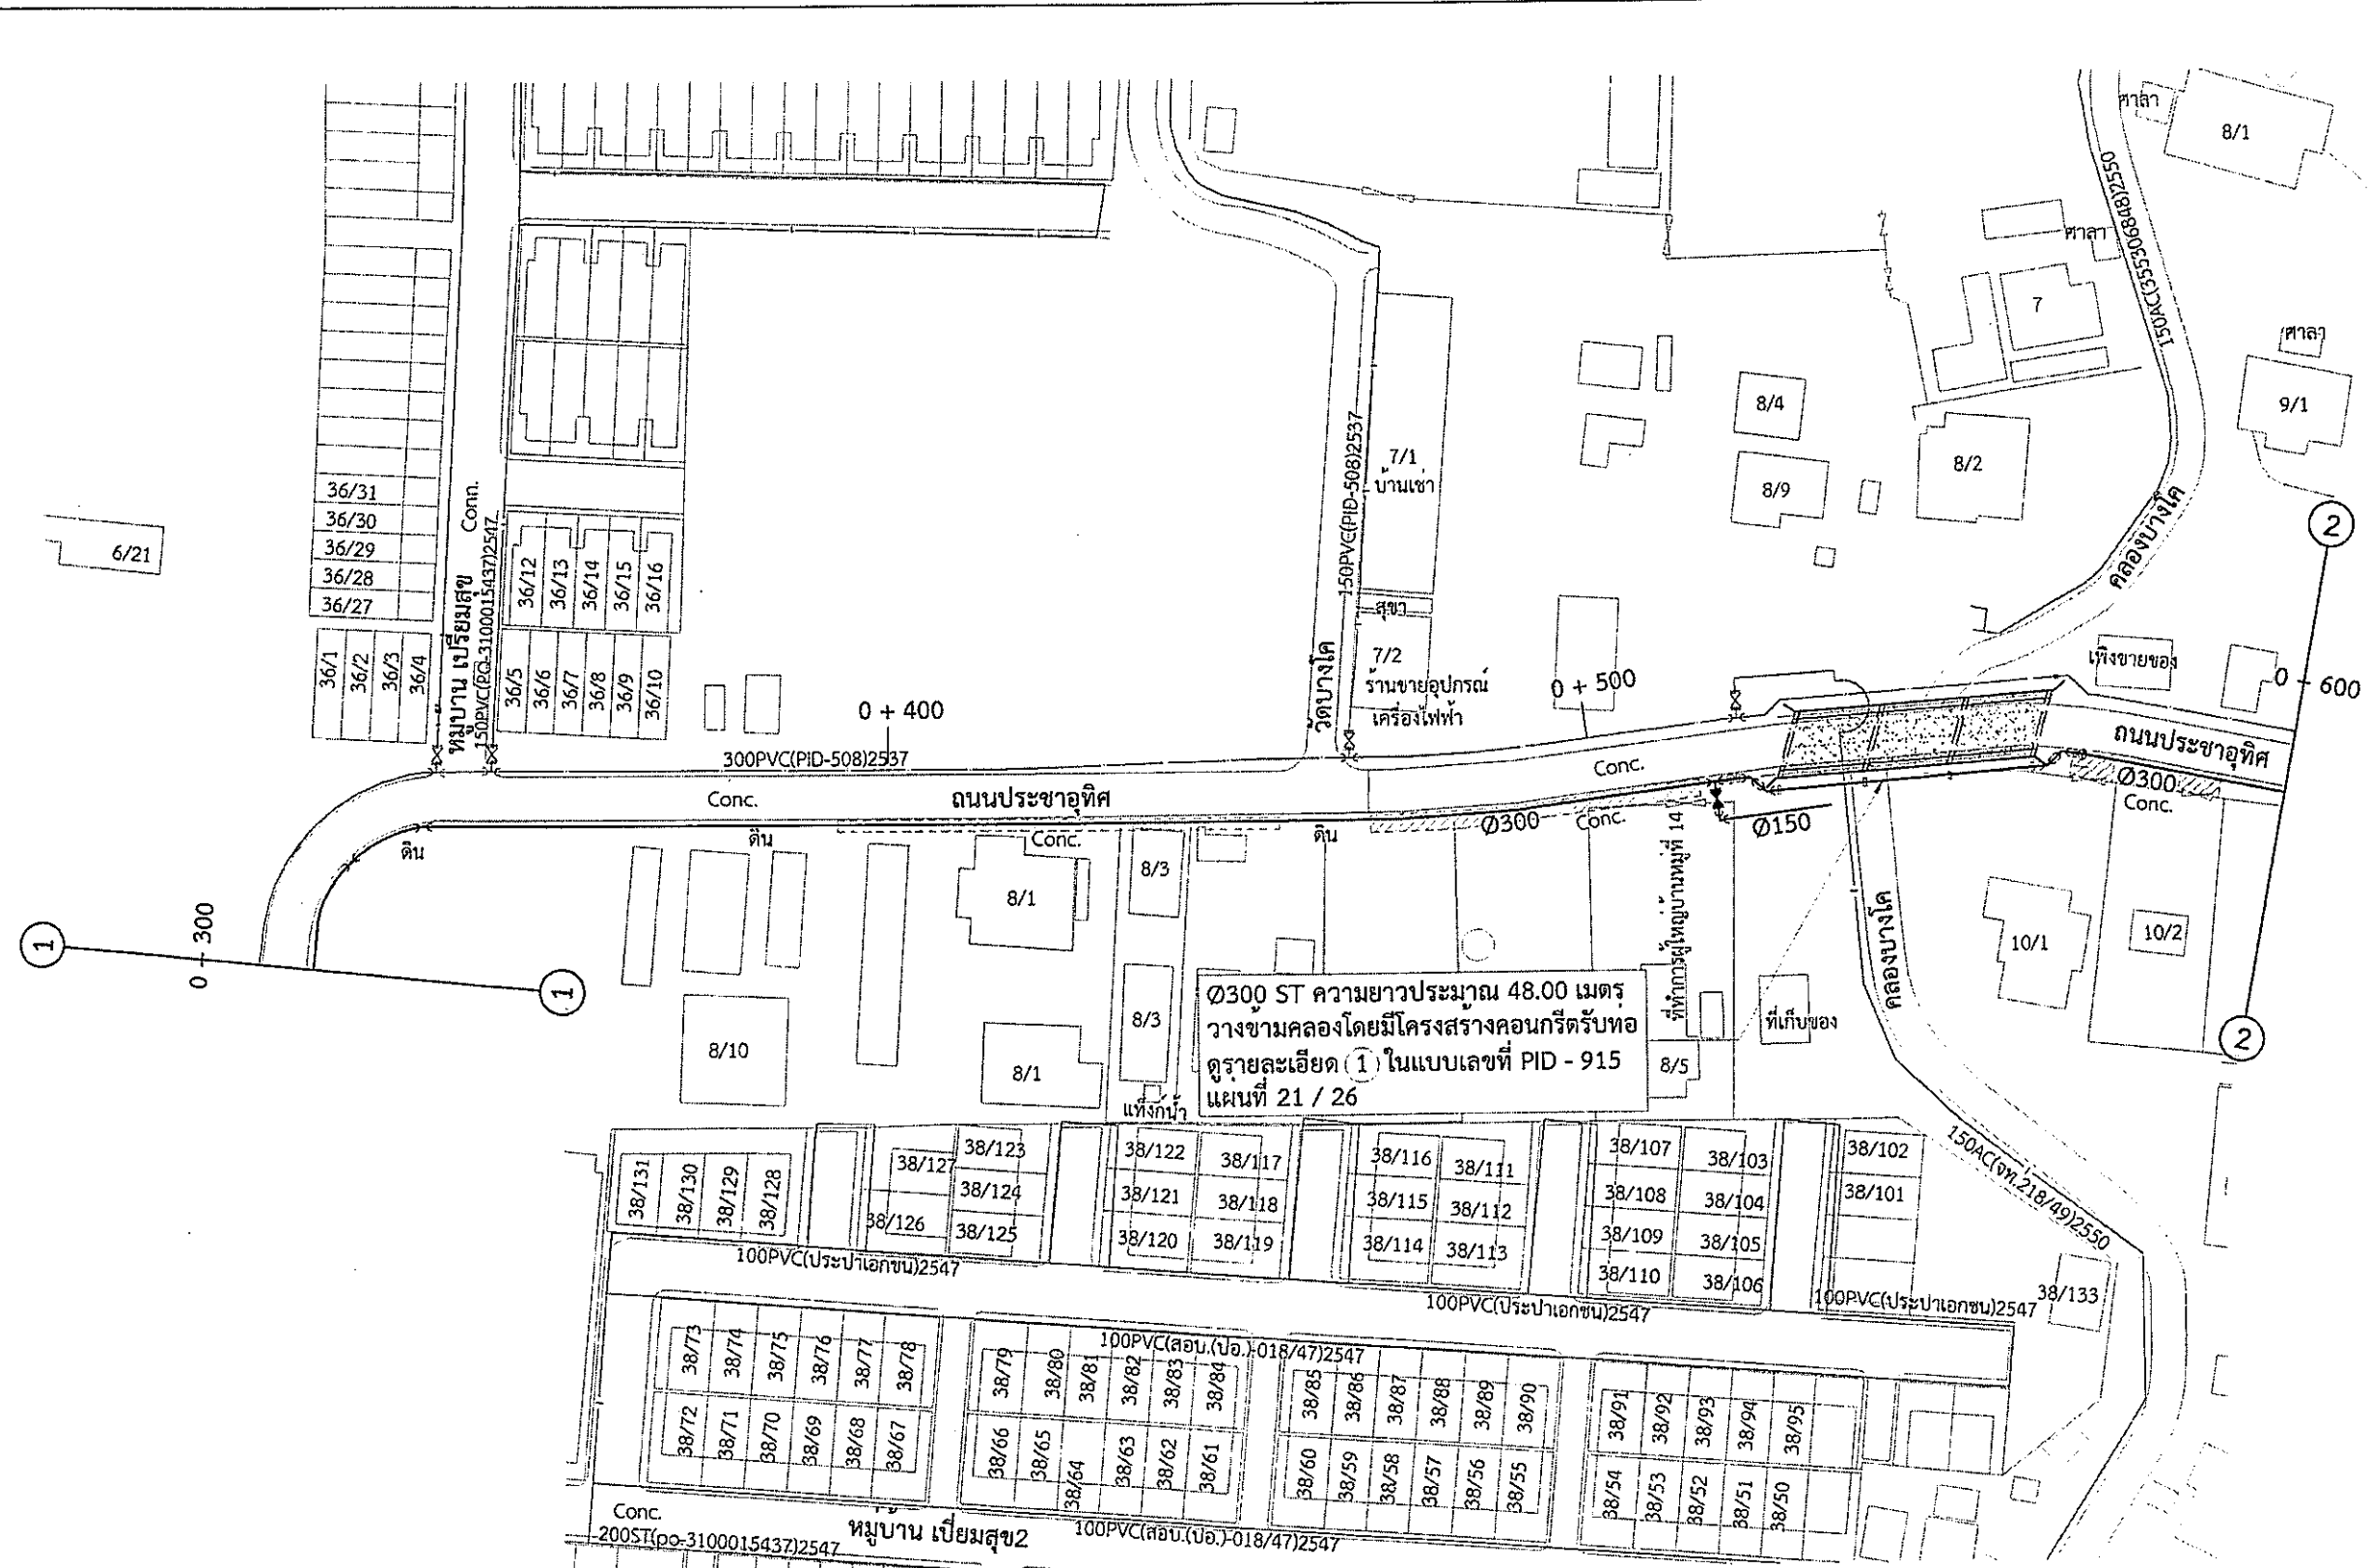 ศาลา
8/1
150AC(355306848)2550
ศาลา
7
ศาลา
9/1
8/4
8/2
8/9
7/1
บ้านเช่า
150PVC(PID-508)2537
36/31
36/30
36/29
36/28
36/27
Conc.
หมู่บ้าน เปรียมสุข
150PVC(PO-3100015437)2547
36/12
36/13
36/14
36/15
36/16
6/21
36/1
36/2
36/3
36/4
36/5
36/6
36/7
36/8
36/9
36/10
คลองบางโค
2
สุขา
7/2
ร้านขายอุปกรณ์
เครื่องไฟฟ้า
วัดบางโค
0 + 400
0 + 500
เพิงขายของ
0 + 600
300PVC(PID-508)2537
Conc.
ถนนประชาอุทิศ
Conc.
ถนนประชาอุทิศ
Ø300
Conc.
ดิน
ดิน
Conc.
ดิน
Ø300
Conc.
Ø150
8/1
8/3
ที่ทำการผู้ใหญ่บ้านหมู่ที่ 14
คลองบางโค
10/1
10/2
1
0 + 300
1
2
Ø300 ST ความยาวประมาณ 48.00 เมตร
วางข้ามคลองโดยมีโครงสร้างคอนกรีตรับท่อ
ดูรายละเอียด 1 ในแบบเลขที่ PID - 915
แผ่นที่ 21 / 26
8/10
8/1
8/3
8/5
ที่เก็บของ
แท๊งก์น้ำ
38/131
38/130
38/129
38/128
38/127
38/123
38/124
38/126
38/125
38/122
38/117
38/121
38/118
38/120
38/119
38/116
38/111
38/115
38/112
38/114
38/113
38/107
38/103
38/108
38/104
38/109
38/105
38/110
38/106
38/102
38/101
150AC(จท.218/49)2550
38/133
100PVC(ประปาเอกชน)2547
100PVC(ประปาเอกชน)2547
100PVC(ประปาเอกชน)2547
100PVC(สอบ.(ปอ.)-018/47)2547
38/73
38/74
38/75
38/76
38/77
38/78
38/79
38/80
38/81
38/82
38/83
38/84
38/85
38/86
38/87
38/88
38/89
38/90
38/91
38/92
38/93
38/94
38/95
38/72
38/71
38/70
38/69
38/68
38/67
38/66
38/65
38/64
38/63
38/62
38/61
38/60
38/59
38/58
38/57
38/56
38/55
38/54
38/53
38/52
38/51
38/50
Conc.
200ST(po-3100015437)2547
หมู่บ้าน เปี่ยมสุข2
100PVC(สอบ.(ปอ.)-018/47)2547